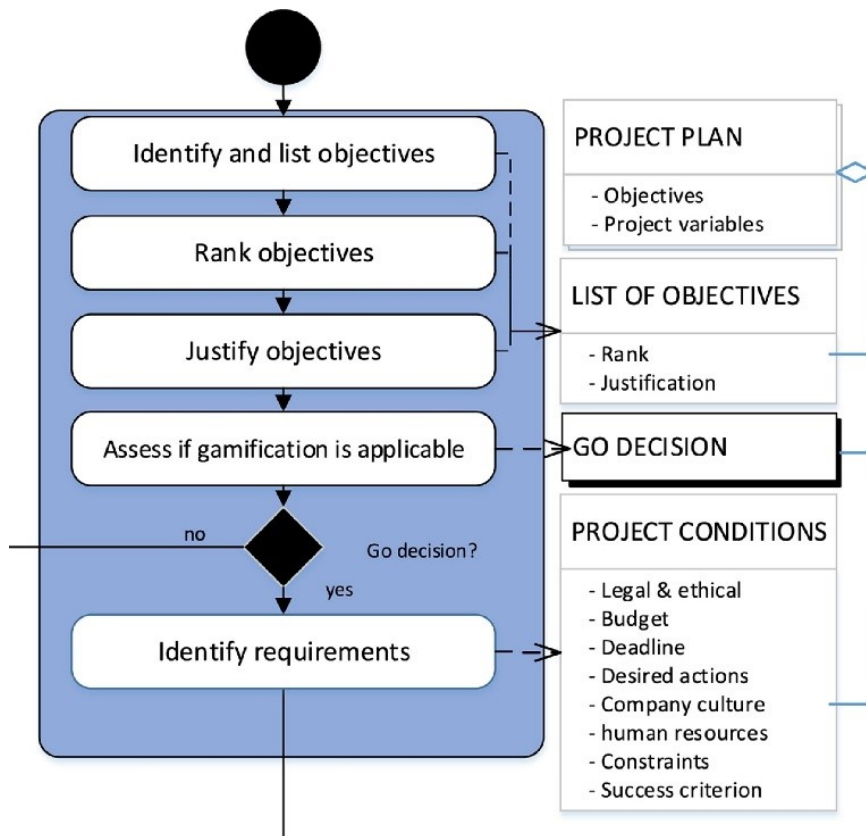 Identify and list objectives
Rank objectives
Justify objectives
Assess if gamification is applicable
no
Go decision?
yes
Identify requirements
PROJECT PLAN
- Objectives
- Project variables
LIST OF OBJECTIVES
- Rank
- Justification
GO DECISION
PROJECT CONDITIONS
- Legal & ethical
- Budget
- Deadline
- Desired actions
- Company culture
- human resources
- Constraints
- Success criterion